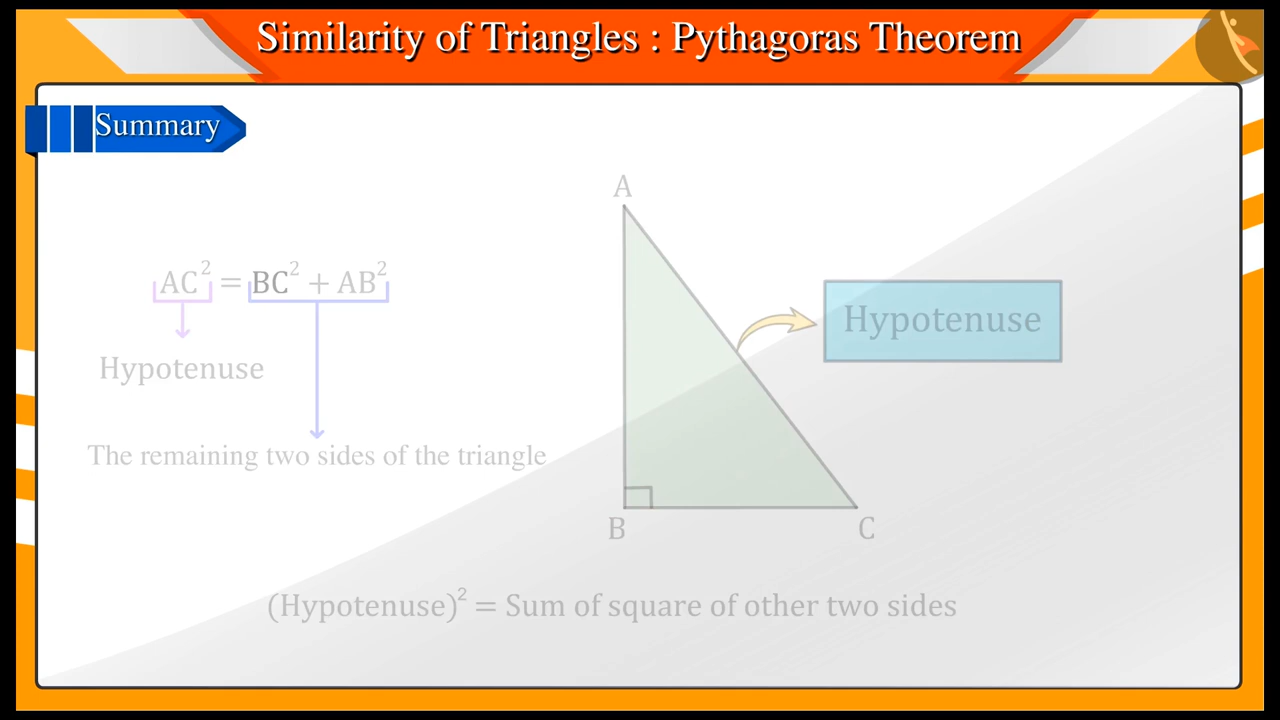 Similarity of Triangles : Pythagoras Theorem
Summary
A
AC² = BC² + AB²
Hypotenuse
Hypotenuse
The remaining two sides of the triangle
B
C
(Hypotenuse)² = Sum of square of other two sides